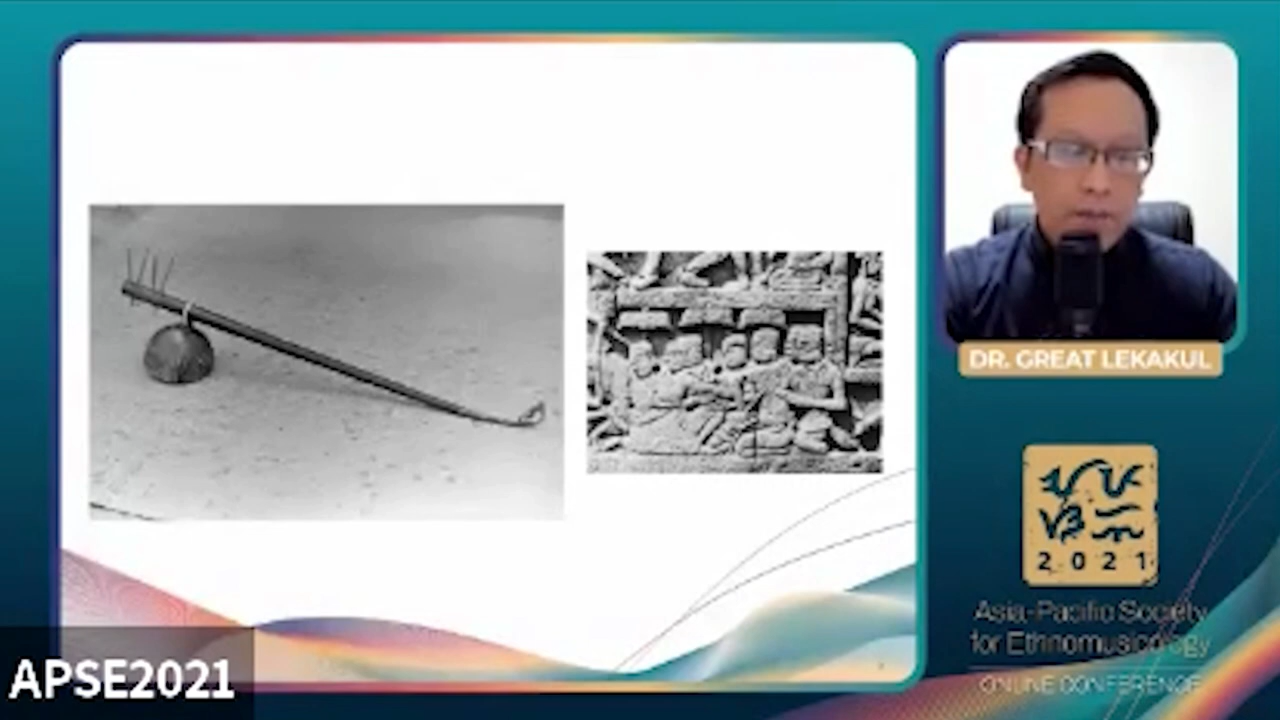 DR. GREAT LEKAKUL
2021
Asia-Pacific Society
for Ethnomusicology
ONLINE CONFERENCE
APSE2021